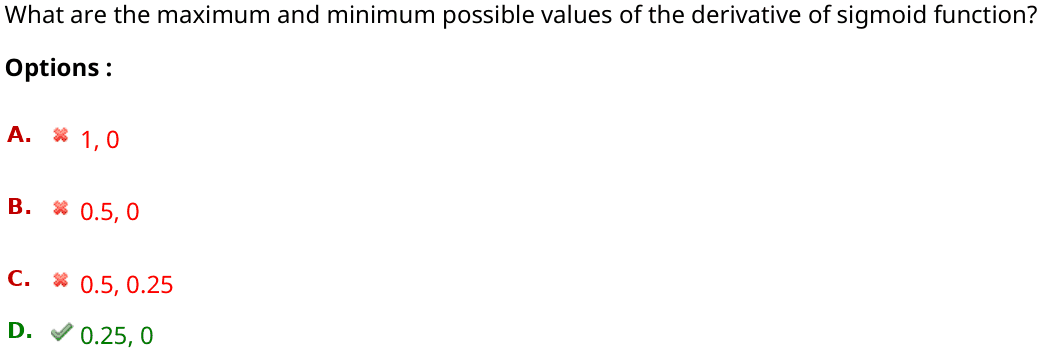 What are the maximum and minimum possible values of the derivative of sigmoid function?
Options :
A. 1, 0
B. 0.5, 0
C. 0.5, 0.25
D. 0.25, 0